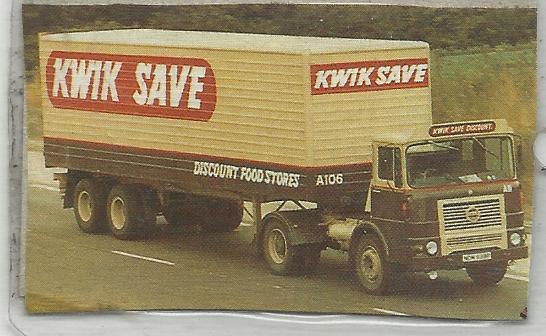 KWIK SAVE
KWIK SAVE
KWIK SAVE DISCOUNT.
DISCOUNT FOOD STORES
A106